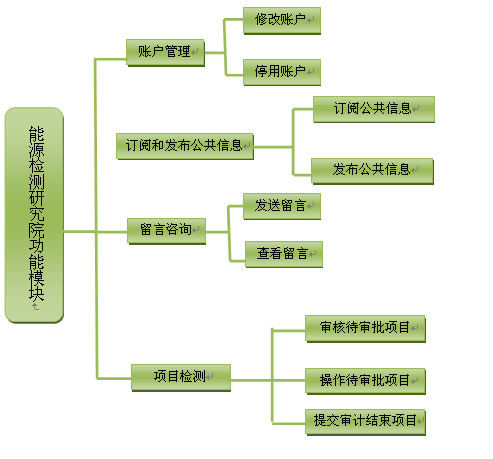 能源检测研究院功能模块
账户管理
修改账户
停用账户
订阅和发布公共信息
订阅公共信息
发布公共信息
留言咨询
发送留言
查看留言
项目检测
审核待审批项目
操作待审批项目
提交审计结束项目